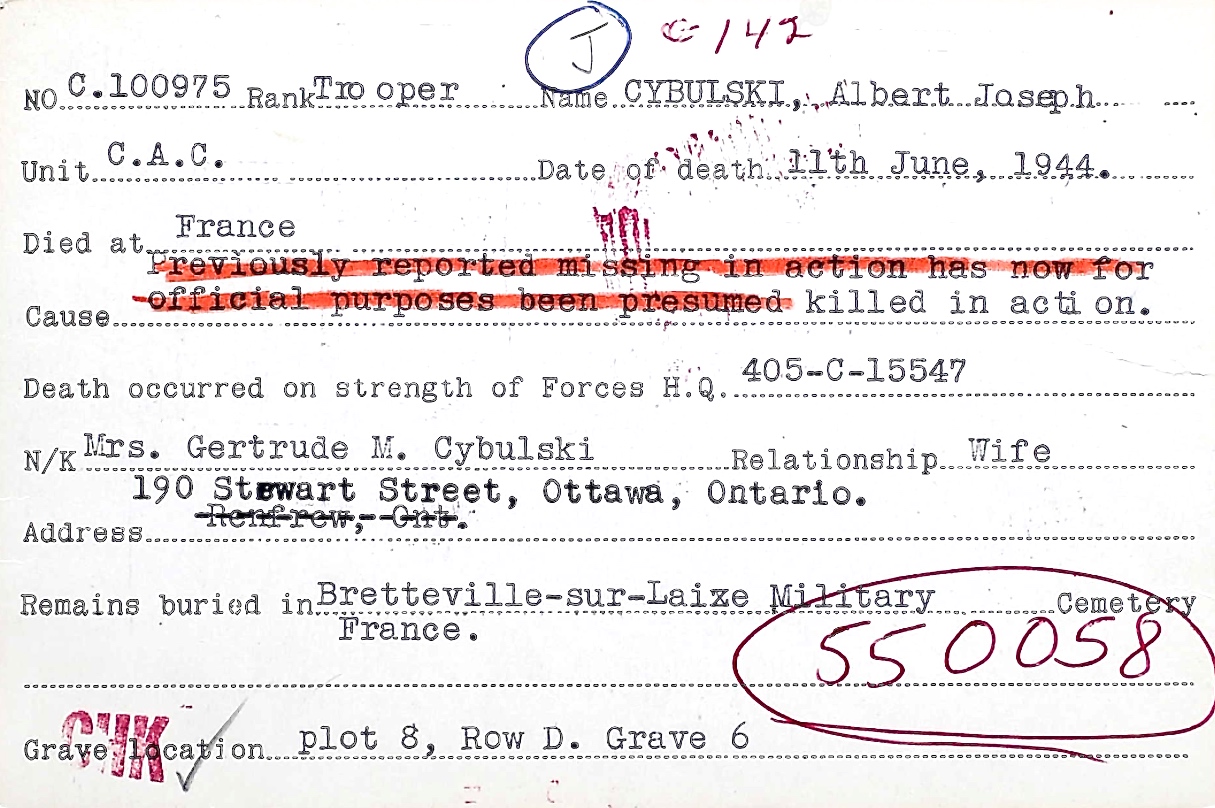 J C-142
NO C.100975 Rank Trooper Name CYBULSKI, Albert Joseph
Unit C.A.C. Date of death 11th June, 1944.
Died at France
Previously reported missing in action has now for
official purposes been presumed killed in action.
Cause
Death occurred on strength of Forces H.Q. 405-C-15547
N/K Mrs. Gertrude M. Cybulski Relationship Wife
190 Stewart Street, Ottawa, Ontario.
Renfrew, Ont.
Address
Remains buried in Bretteville-sur-Laize Military Cemetery
France.
550058
CHK
Grave location plot 8, Row D. Grave 6